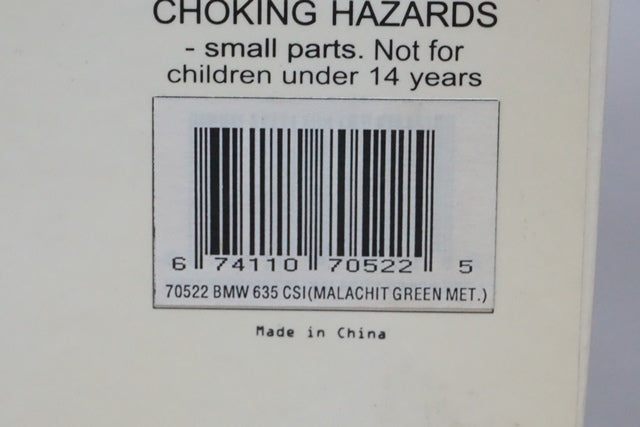 CHOKING HAZARDS
- small parts. Not for
children under 14 years
6 74110 70522 5
70522 BMW 635 CSI(MALACHIT GREEN MET.)
Made in China